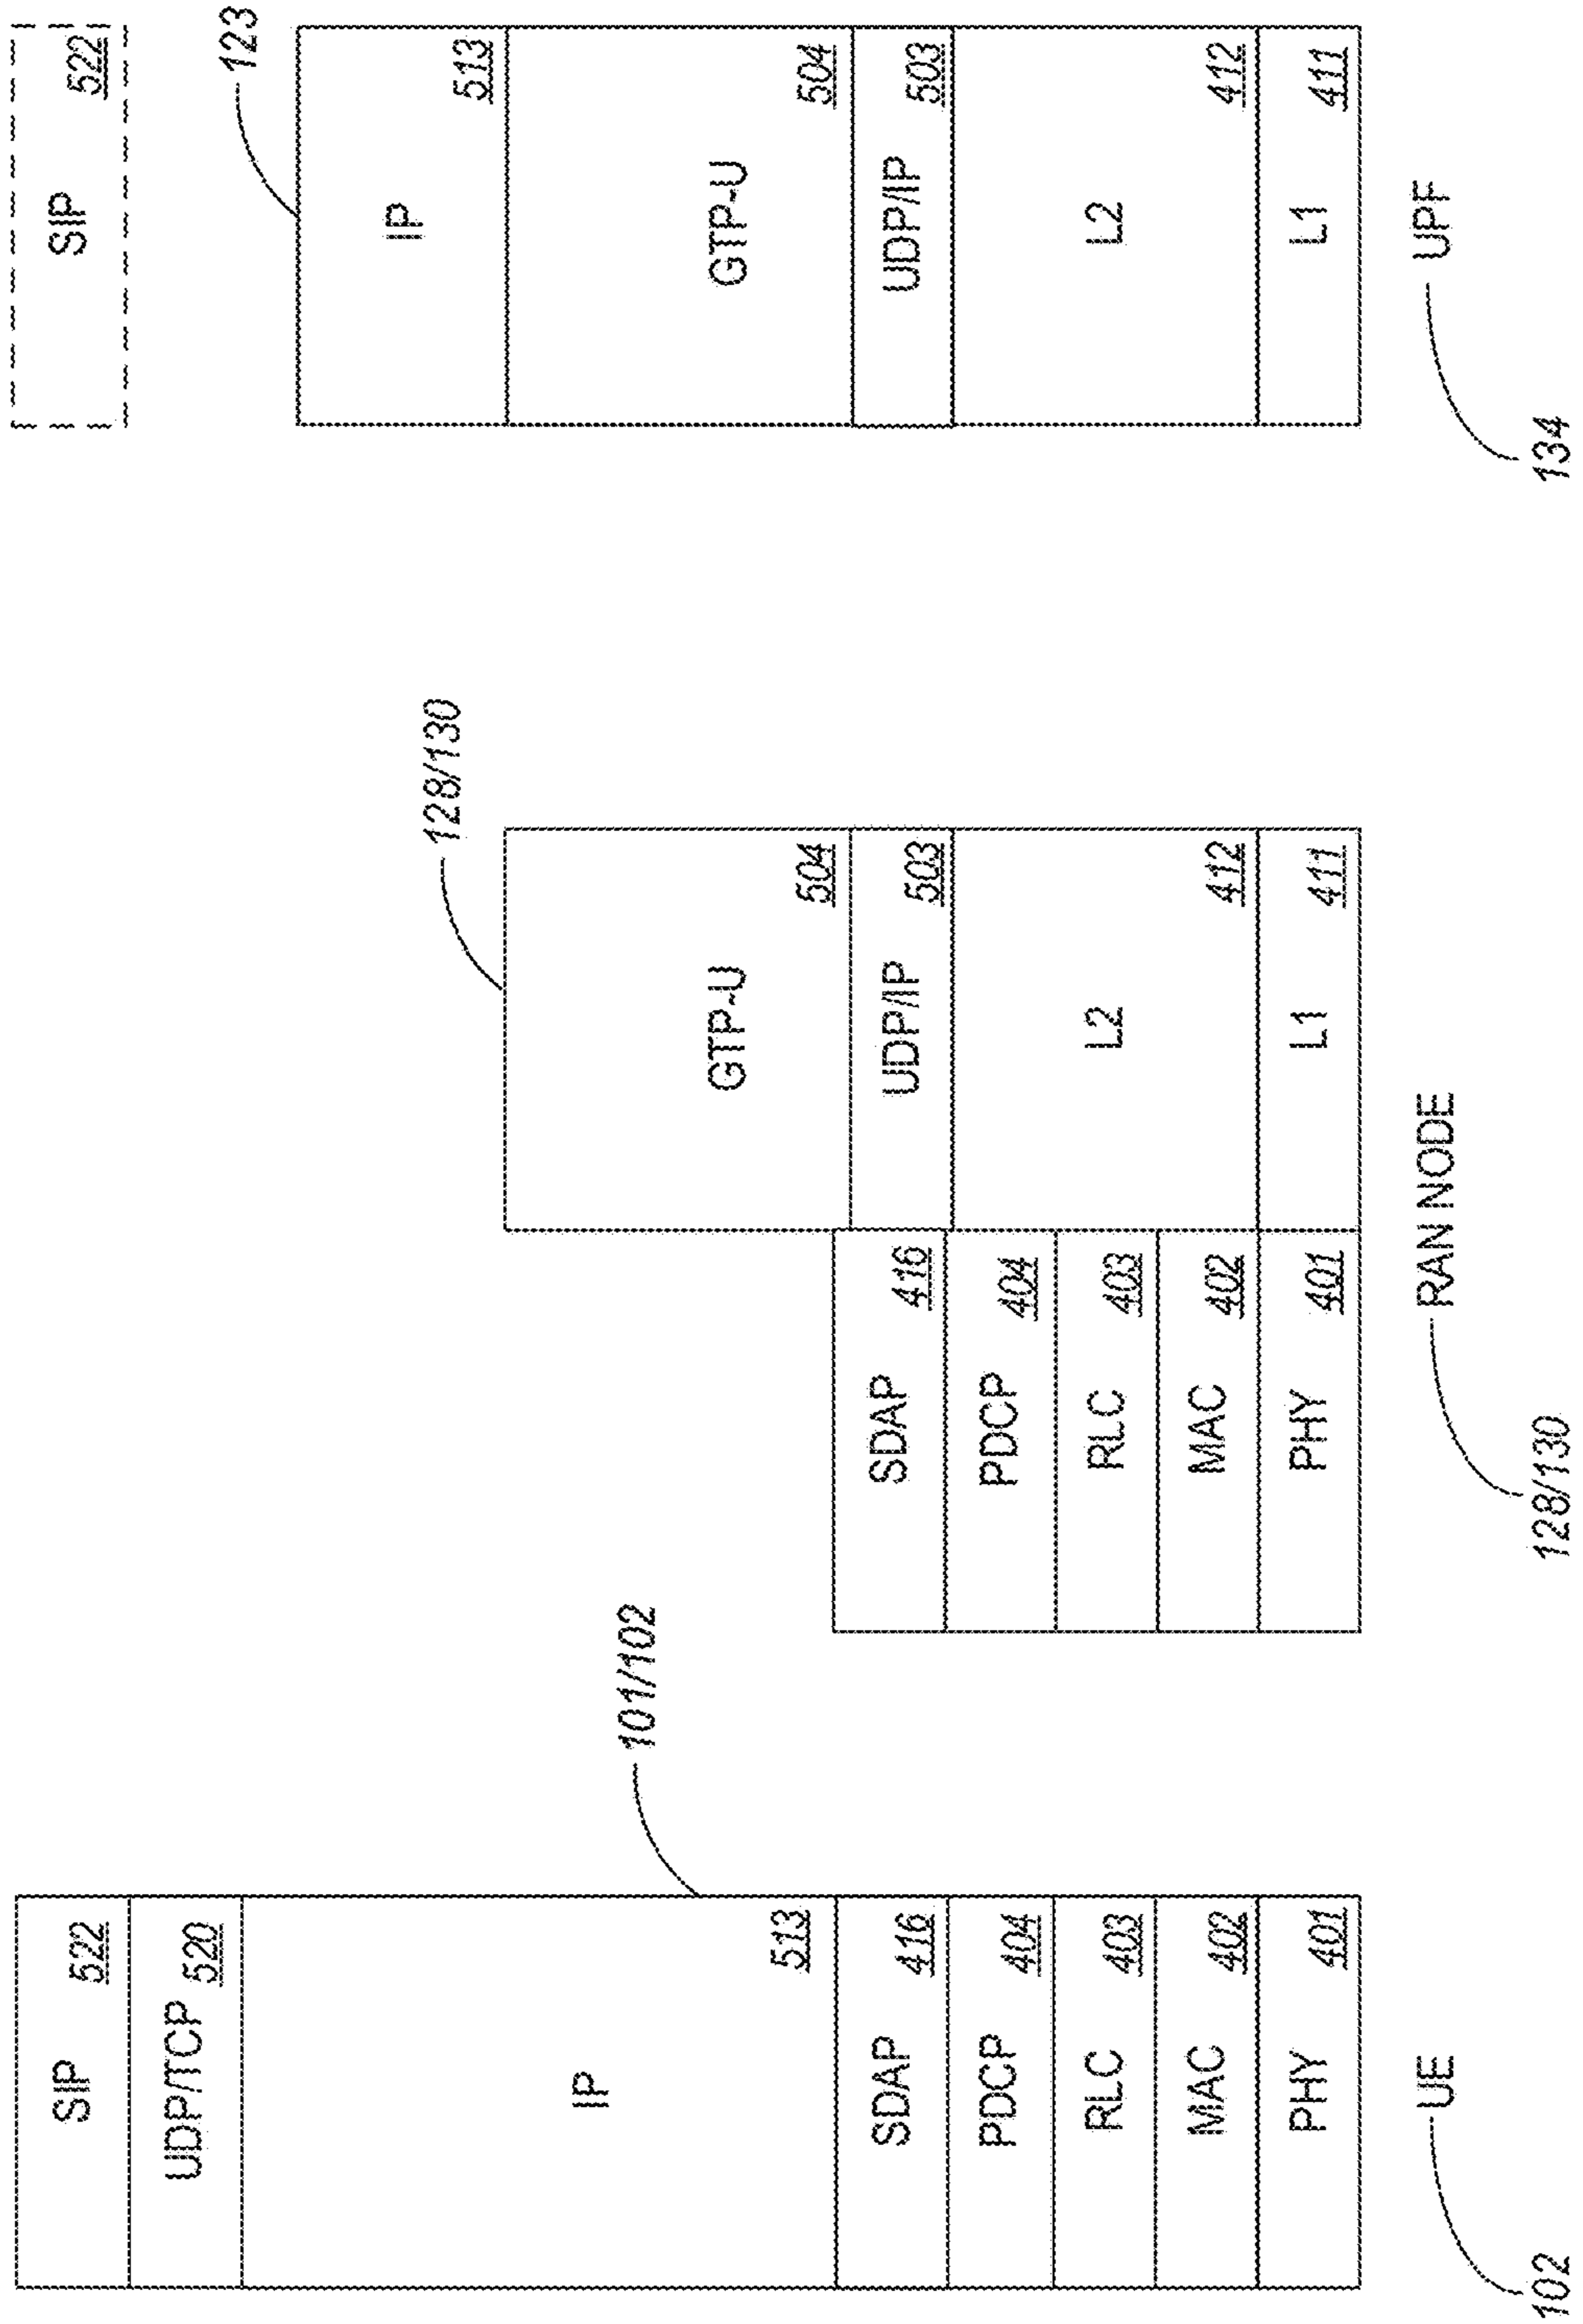 SIP 522
UDP/TCP 520
IP 513
SDAP 416
PDCP 404
RLC 403
MAC 402
PHY 401
101/102
UE
102
SDAP 416
PDCP 404
RLC 403
MAC 402
PHY 401
GTP-U 504
UDP/IP 503
L2 412
L1 411
128/130
RAN NODE
128/130
SIP 522
123
IP 513
GTP-U 504
UDP/IP 503
L2 412
L1 411
UPF
134